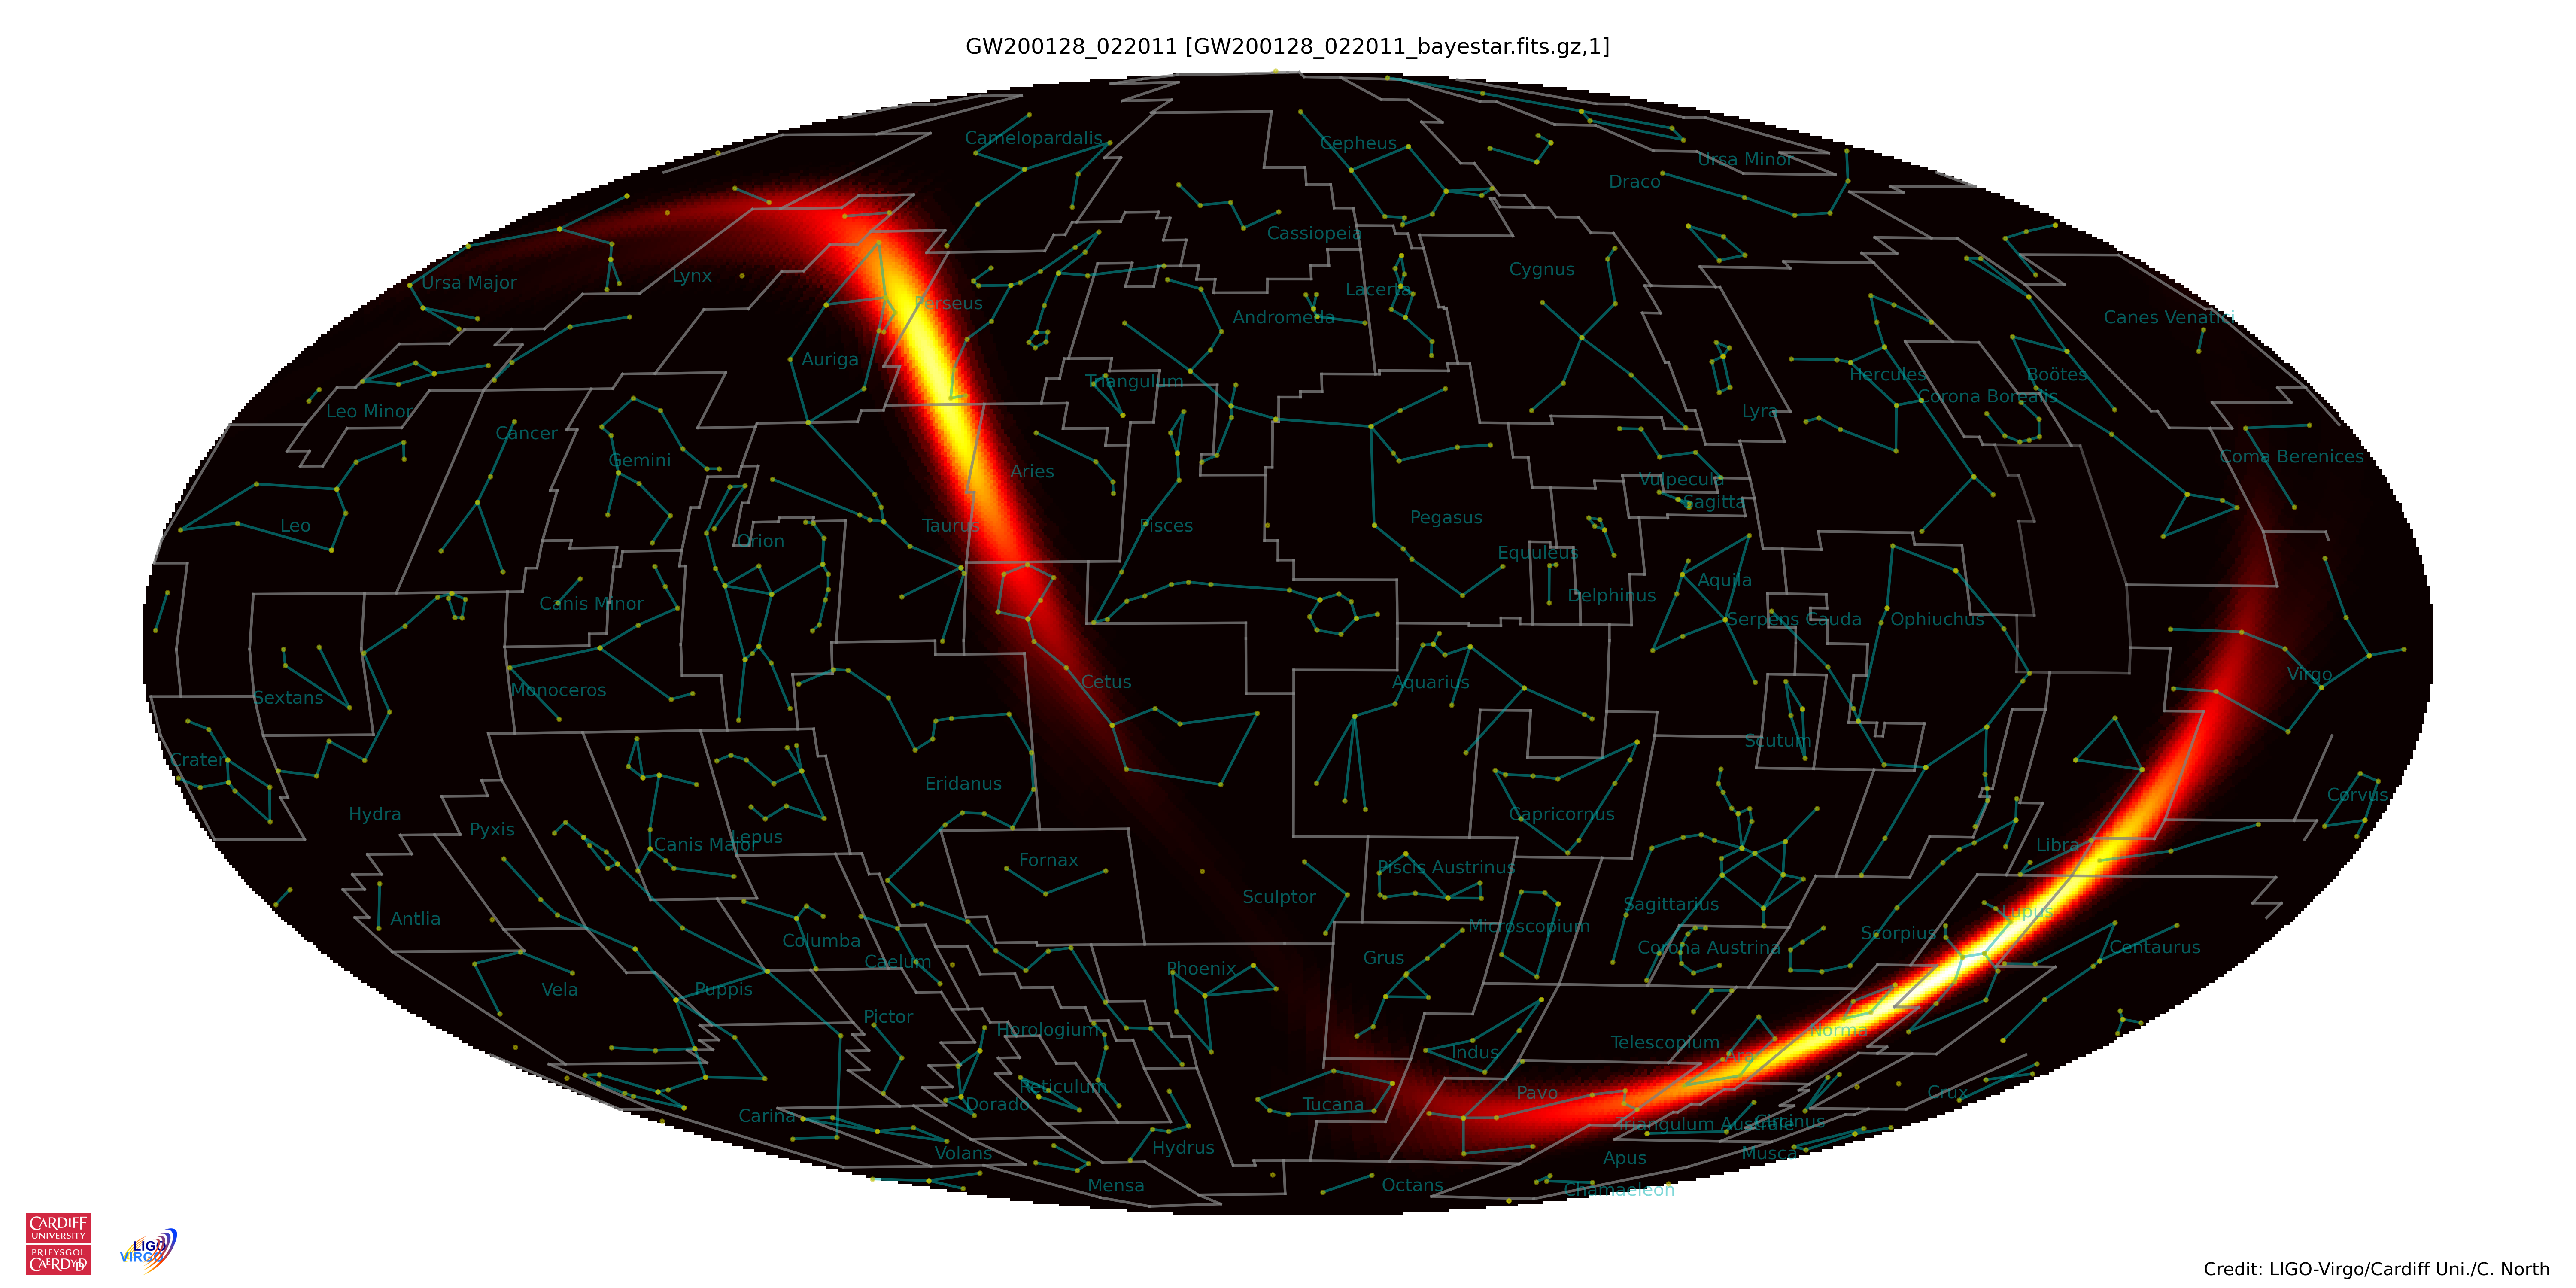 GW200128_022011 [GW200128_022011_bayestar.fits.gz,1]
Camelopardalis
Cepheus
Ursa Minor
Draco
Cassiopeia
Cygnus
Lynx
Ursa Major
Lacerta
Perseus
Andromeda
Canes Venatici
Auriga
Triangulum
Hercules
Boötes
Corona Borealis
Leo Minor
Lyra
Cancer
Gemini
Aries
Coma Berenices
Vulpecula
Sagitta
Leo
Taurus
Pisces
Pegasus
Orion
Equuleus
Aquila
Canis Minor
Delphinus
Serpens Cauda
Ophiuchus
Virgo
Sextans
Monoceros
Cetus
Aquarius
Scutum
Crater
Eridanus
Corvus
Hydra
Pyxis
Capricornus
Lepus
Canis Major
Libra
Fornax
Piscis Austrinus
Sculptor
Sagittarius
Lupus
Antlia
Microscopium
Scorpius
Columba
Corona Austrina
Centaurus
Caelum
Grus
Phoenix
Vela
Puppis
Pictor
Horologium
Norma
Telescopium
Indus
Ara
Reticulum
Pavo
Crux
Dorado
Tucana
Carina
Triangulum Australe
Circinus
Hydrus
Volans
Musca
Apus
Mensa
Octans
Chamaeleon
CARDIFF
UNIVERSITY
PRIFYSGOL
CAERDYDD
LIGO
VIRGO
Credit: LIGO-Virgo/Cardiff Uni./C. North